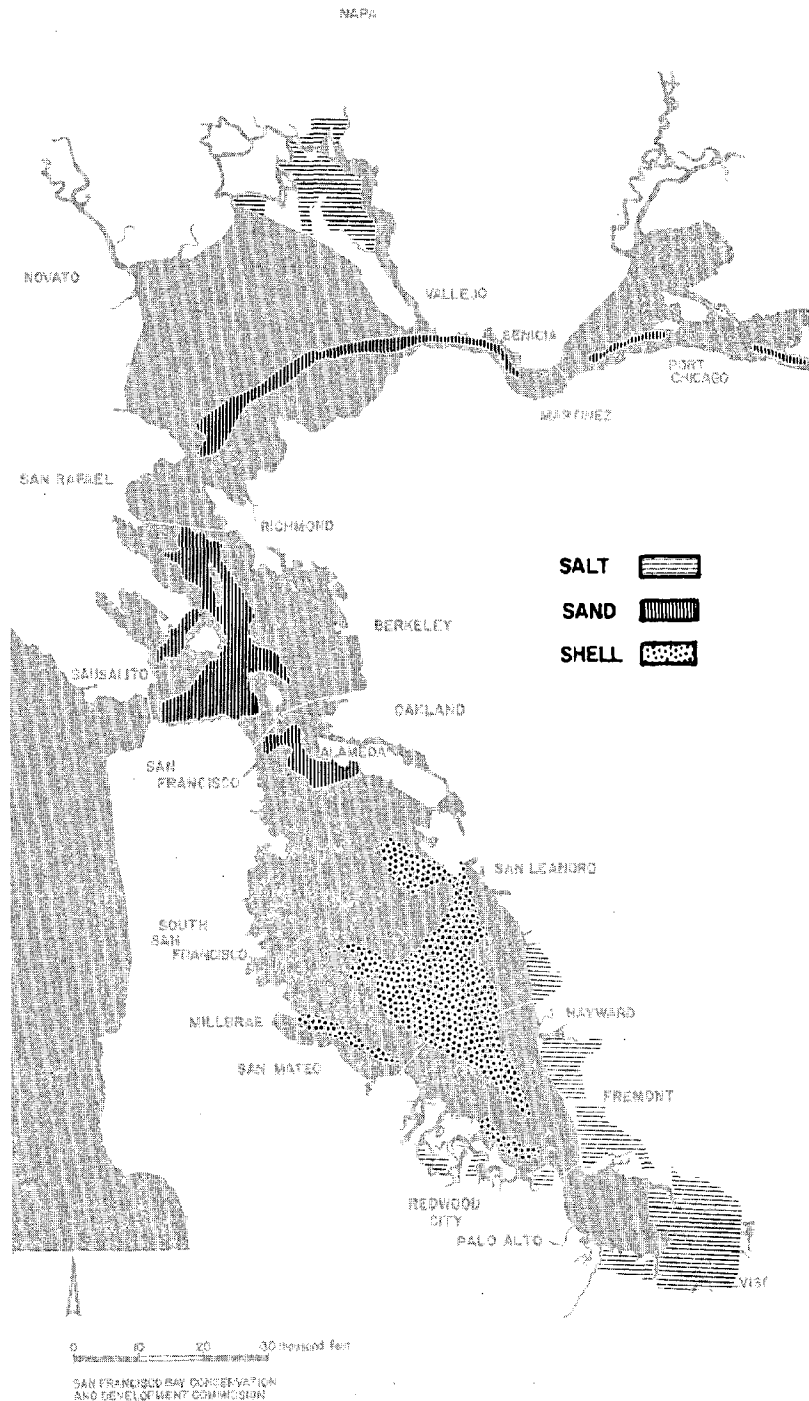 NAPA
NOVATO
VALLEJO
BENICIA
PORT
CHICAGO
MARTINEZ
SAN RAFAEL
RICHMOND
SALT
SAND
SHELL
BERKELEY
SAUSALITO
OAKLAND
SAN
FRANCISCO
ALAMEDA
SAN LEANDRO
SOUTH
SAN
FRANCISCO
HAYWARD
MILLBRAE
SAN MATEO
FREMONT
REDWOOD
CITY
PALO ALTO
0 10 20 30 thousand feet
SAN FRANCISCO BAY CONSERVATION
AND DEVELOPMENT COMMISSION